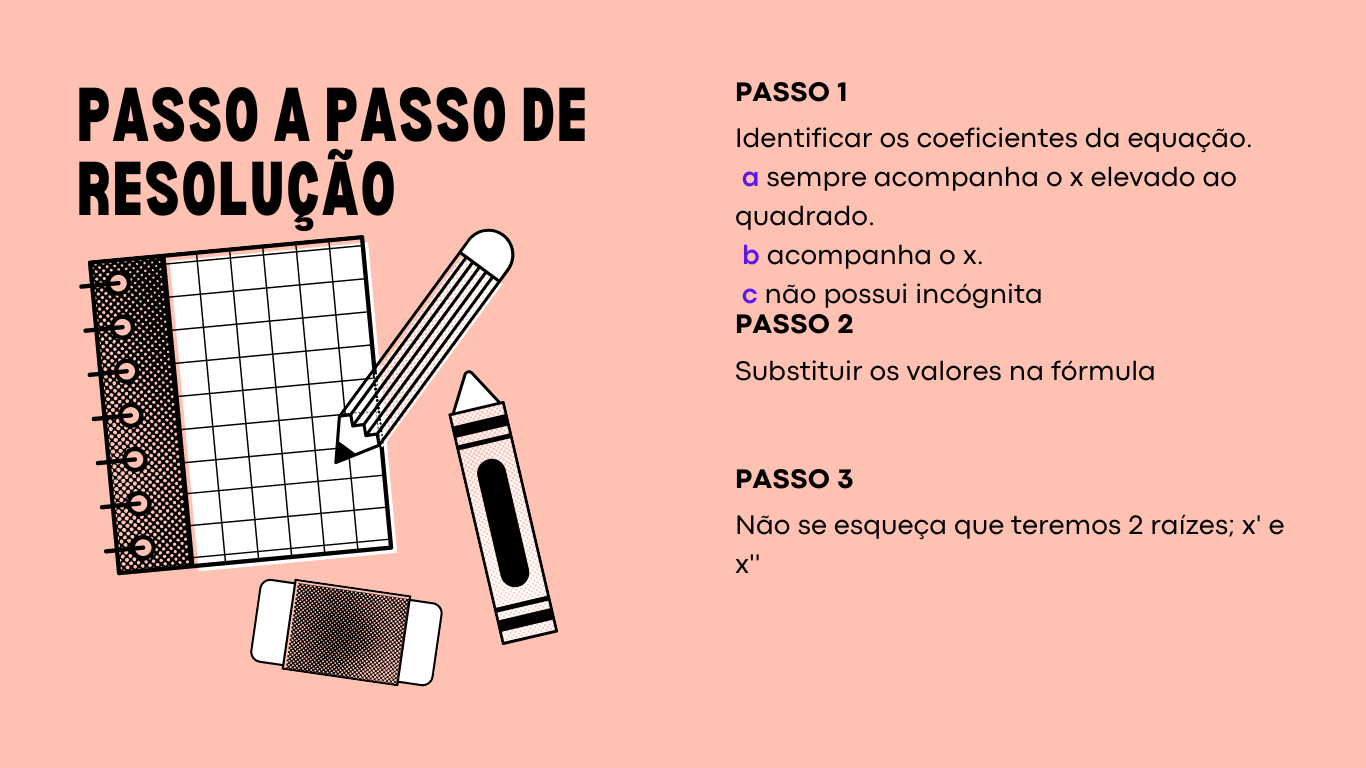 PASSO A PASSO DE
RESOLUÇÃO
PASSO 1
Identificar os coeficientes da equação.
a sempre acompanha o x elevado ao
quadrado.
b acompanha o x.
c não possui incógnita
PASSO 2
Substituir os valores na fórmula
PASSO 3
Não se esqueça que teremos 2 raízes; x' e
x''